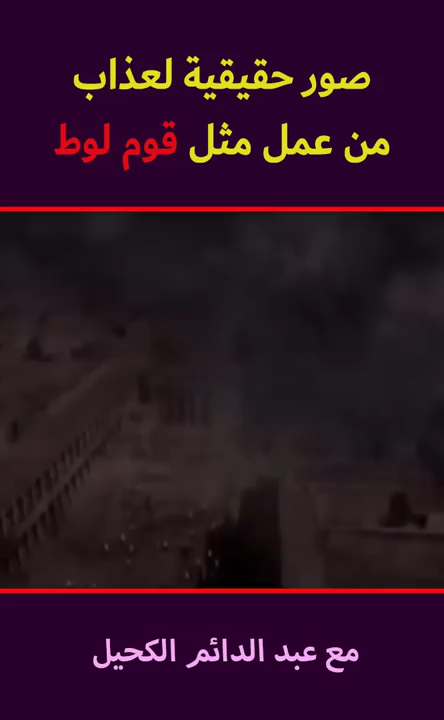 صور حقيقية لعذاب
من عمل مثل قوم لوط
مع عبد الدائم الكحيل